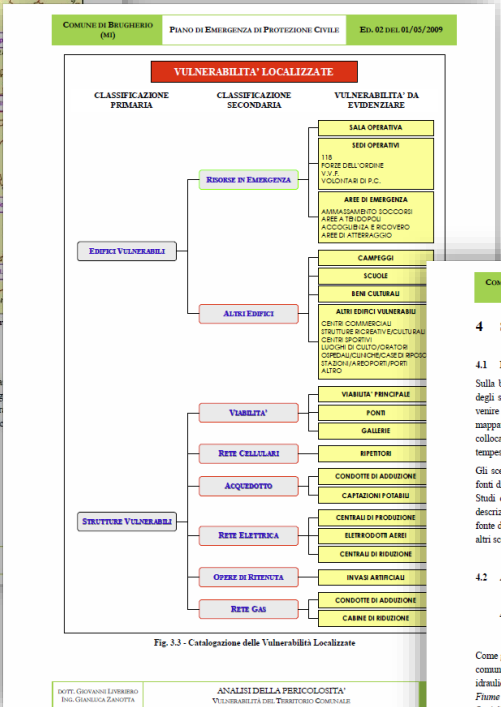 COMUNE DI BRUGHERIO
(MI)
PIANO DI EMERGENZA DI PROTEZIONE CIVILE
ED. 02 DEL 01/05/2009
VULNERABILITA' LOCALIZZATE
CLASSIFICAZIONE
PRIMARIA
CLASSIFICAZIONE
SECONDARIA
VULNERABILITA' DA
EVIDENZIARE
SALA OPERATIVA
SEDI OPERATIVI
118
FORZE DELL'ORDINE
V.V.F.
VOLONTARI DI P.C.
RISORSE IN EMERGENZA
AREE DI EMERGENZA
AMMASSAMENTO SOCCORSI
AREE A TENDOPOLI
ACCOGLIENZA E RICOVERO
AREE DI ATTERRAGGIO
EDIFICI VULNERABILI
CAMPEGGI
SCUOLE
BENI CULTURALI
ALTRI EDIFICI
ALTRI EDIFICI VULNERABILI
CENTRI COMMERCIALI
STRUTTURE RICREATIVE/CULTURALI
CENTRI SPORTIVI
LUOGHI DI CULTO/ORATORI
OSPEDALI/CLINICHE/CASE DI RIPOSO
STAZIONI/AREOPORTI/PORTI
ALTRO
VIABILITA'
VIABILITA' PRINCIPALE
PONTI
GALLERIE
RETE CELLULARI
RIPETITORI
ACQUEDOTTO
CONDOTTE DI ADDUZIONE
CAPTAZIONI POTABILI
STRUTTURE VULNERABILI
RETE ELETTRICA
CENTRALI DI PRODUZIONE
ELETTRODOTTI AEREI
CENTRALI DI RIDUZIONE
OPERE DI RITENUTA
INVASI ARTIFICIALI
RETE GAS
CONDOTTE DI ADDUZIONE
CABINE DI RIDUZIONE
Fig. 3.3 - Catalogazione delle Vulnerabilità Localizzate
DOTT. GIOVANNI LIVERIERO
ING. GIANLUCA ZANOTTA
ANALISI DELLA PERICOLOSITA'
VULNERABILITÀ DEL TERRITORIO COMUNALE
COM
4
4.1
Sulla b
degli s
venire
mappa
colloca
tempes
Gli sce
fonti d
Studi
descriz
fonte d
altri sc
4.2
Come
comun
idraulic
Fiume